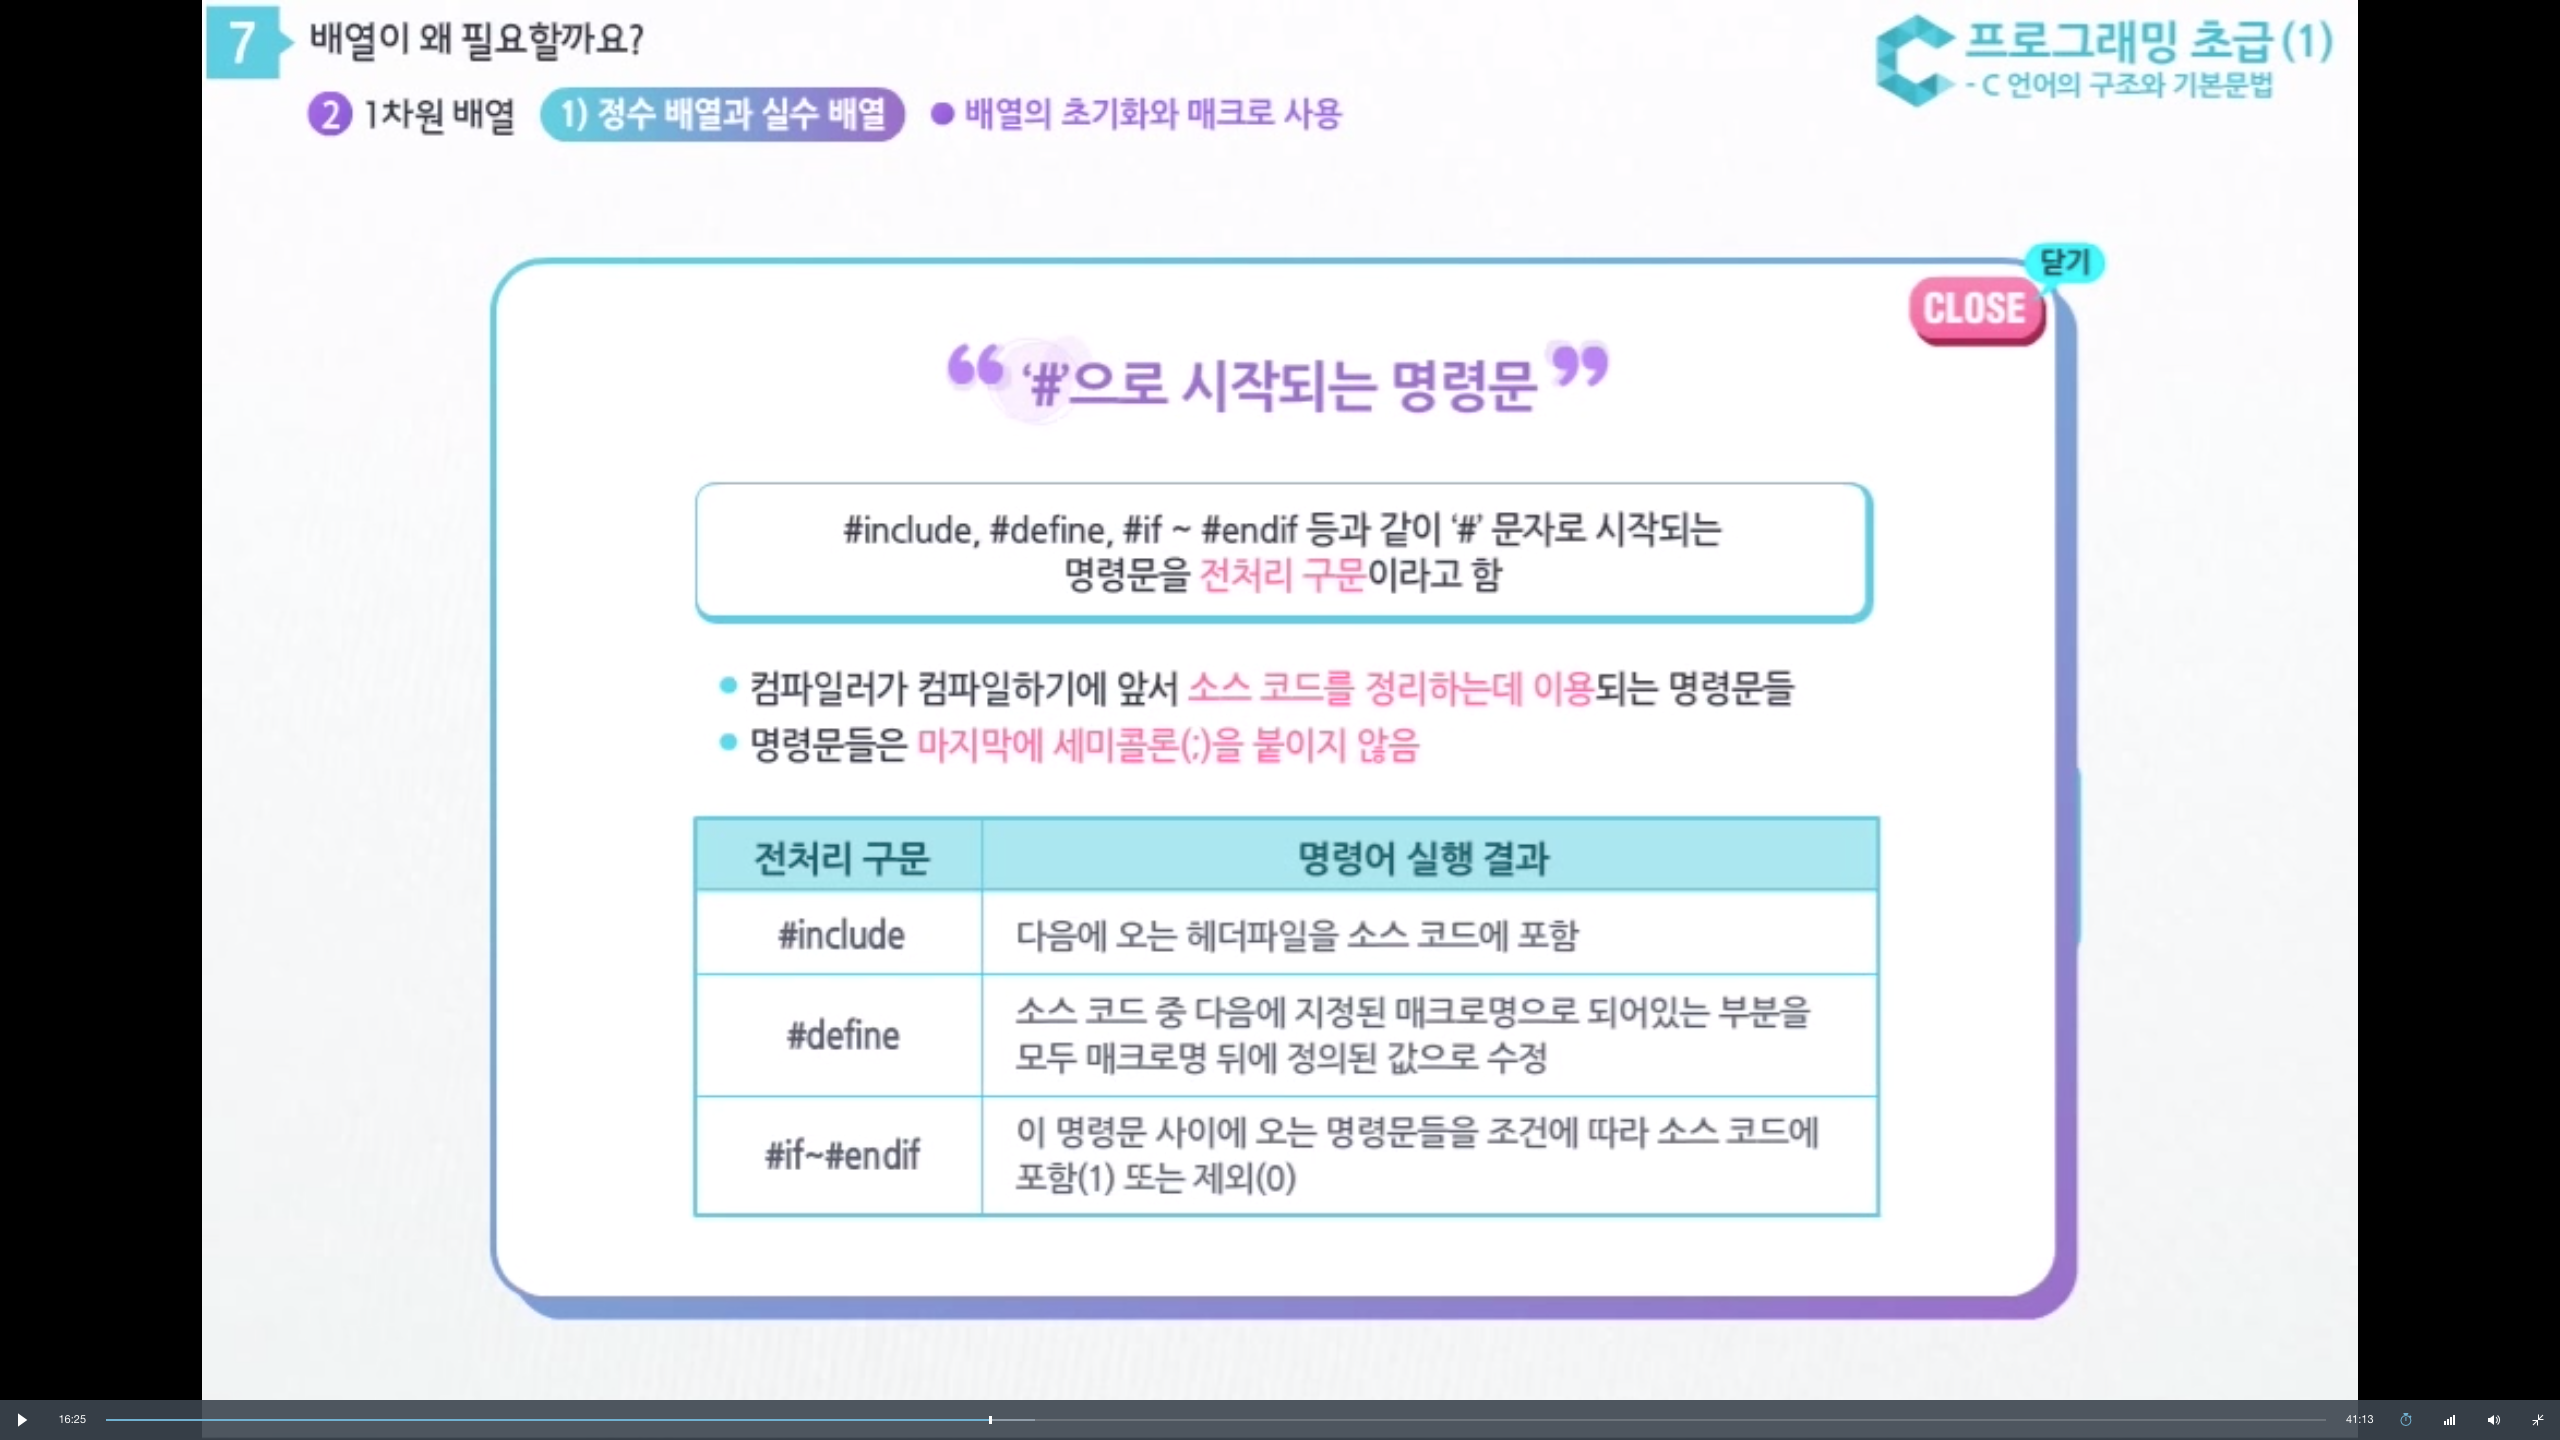 7 배열이 왜 필요할까요?
프로그래밍 초급(1)
- C 언어의 구조와 기본문법
2 1차원 배열 1) 정수 배열과 실수 배열 ● 배열의 초기화와 매크로 사용
닫기
CLOSE
“ ‘#’으로 시작되는 명령문 ”
#include, #define, #if ~ #endif 등과 같이 ‘#’ 문자로 시작되는
명령문을 전처리 구문이라고 함
● 컴파일러가 컴파일하기에 앞서 소스 코드를 정리하는데 이용되는 명령문들
● 명령문들은 마지막에 세미콜론(;)을 붙이지 않음
전처리 구문 명령어 실행 결과
#include 다음에 오는 헤더파일을 소스 코드에 포함
#define 소스 코드 중 다음에 지정된 매크로명으로 되어있는 부분을
모두 매크로명 뒤에 정의된 값으로 수정
#if~#endif 이 명령문 사이에 오는 명령문들을 조건에 따라 소스 코드에
포함(1) 또는 제외(0)
16:25 41:13